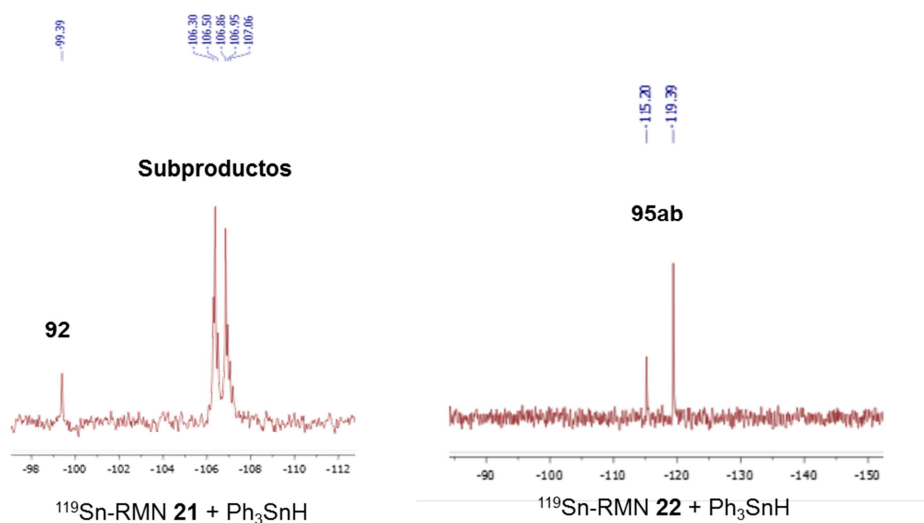 -99.39
-106.30
-106.50
-106.86
-106.95
-107.06
Subproductos
92
-98 -100 -102 -104 -106 -108 -110 -112
¹¹⁹Sn-RMN 21 + Ph₃SnH
-115.20
-119.39
95ab
-90 -100 -110 -120 -130 -140 -150
¹¹⁹Sn-RMN 22 + Ph₃SnH